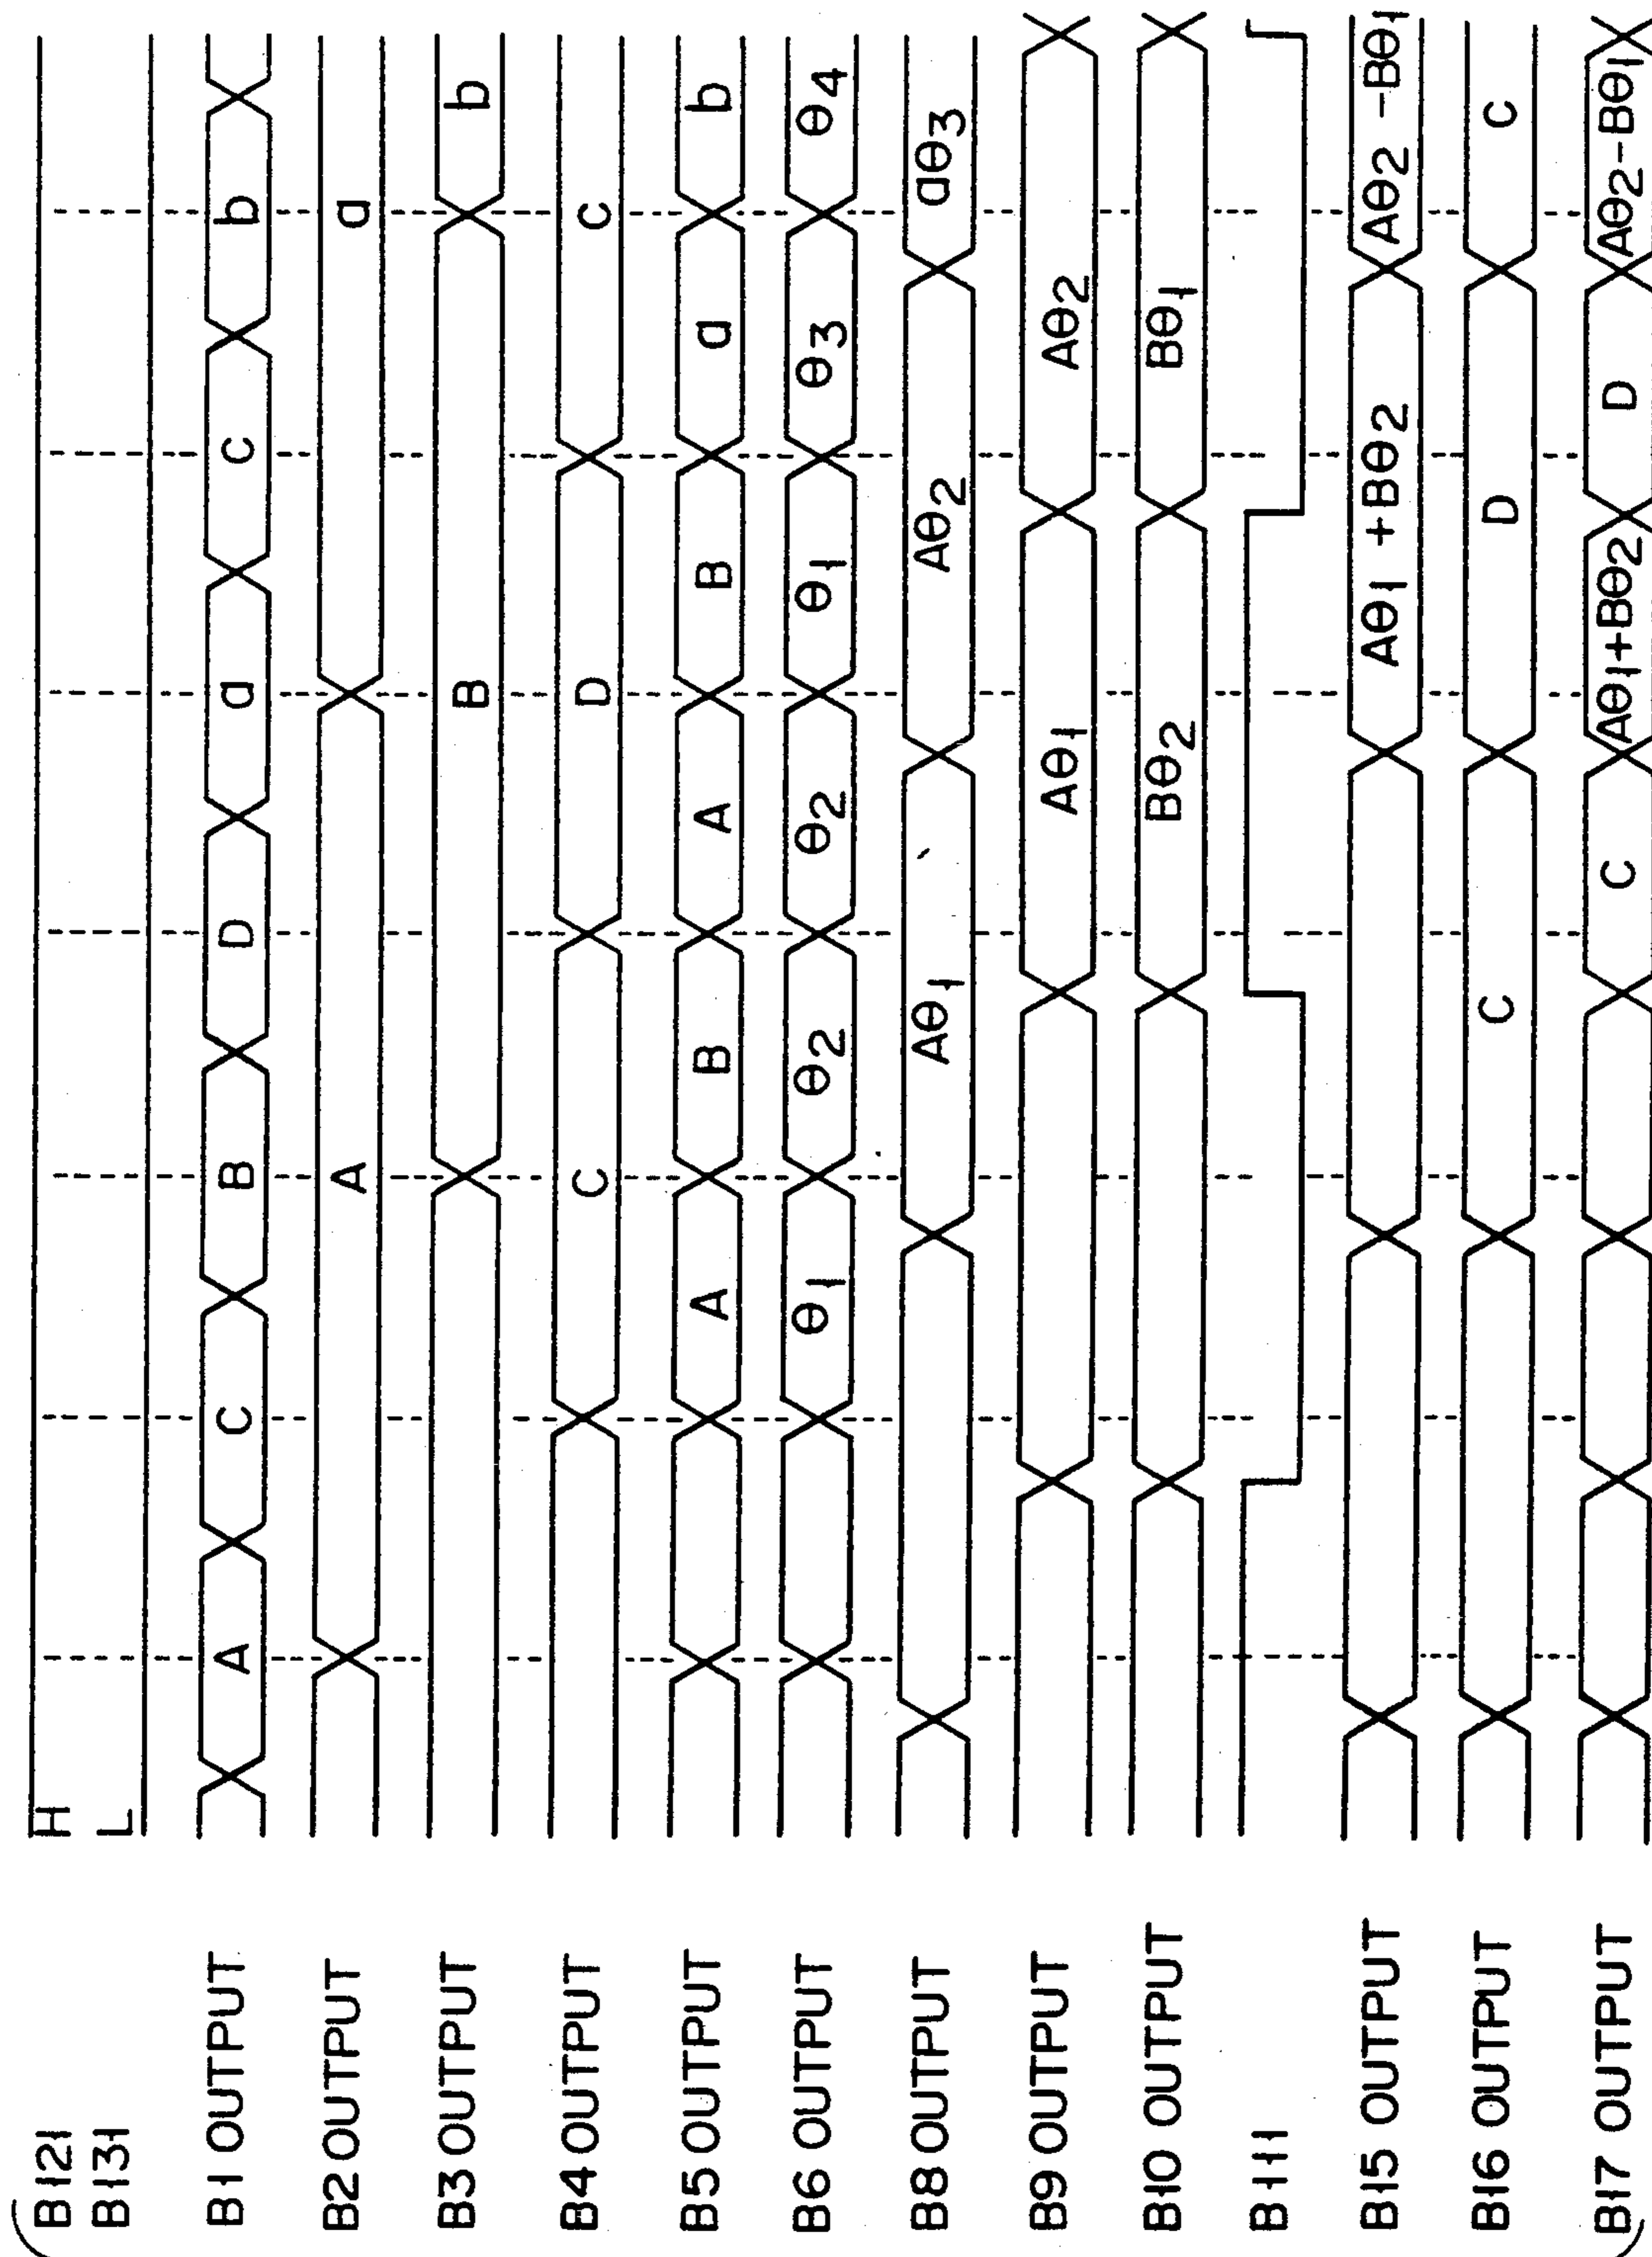 B121 H
B131 L
B1 OUTPUT A C B D a c b
B2 OUTPUT A a
B3 OUTPUT B b
B4 OUTPUT C D c
B5 OUTPUT A B A B a b
B6 OUTPUT θ1 θ2 θ2 θ1 θ3 θ4
B8 OUTPUT Aθ1 Aθ2 aθ3
B9 OUTPUT Aθ1 Aθ2
B10 OUTPUT Bθ2 Bθ1
B111
B15 OUTPUT Aθ1 +Bθ2 Aθ2 -Bθ1
B16 OUTPUT C D c
B17 OUTPUT C Aθ1+Bθ2 D Aθ2-Bθ1